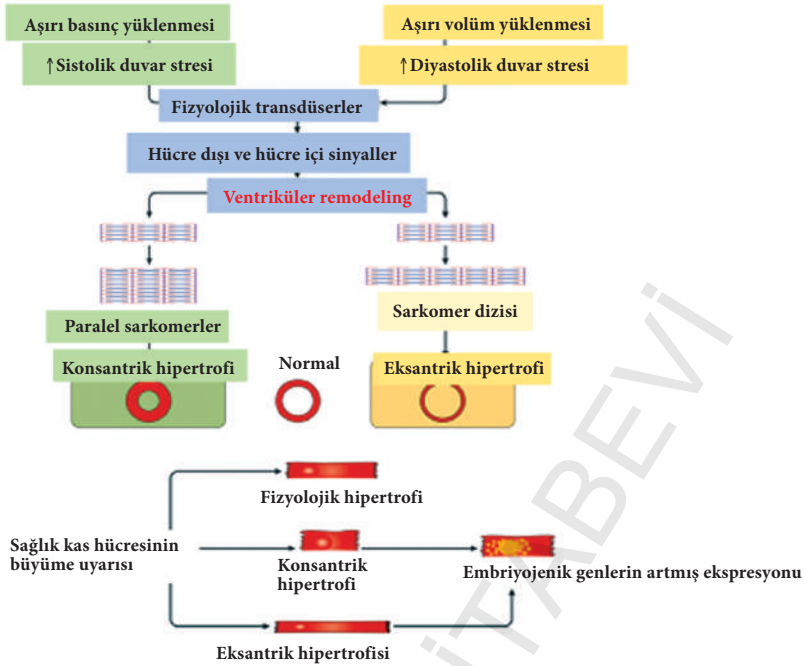 Aşırı basınç yüklenmesi
Aşırı volüm yüklenmesi
↑Sistolik duvar stresi
↑Diyastolik duvar stresi
Fizyolojik transdüserler
Hücre dışı ve hücre içi sinyaller
Ventriküler remodeling
Paralel sarkomerler
Sarkomer dizisi
Konsantrik hipertrofi
Normal
Eksantrik hipertrofi
Fizyolojik hipertrofi
Sağlık kas hücresinin
büyüme uyarısı
Konsantrik
hipertrofi
Embriyojenik genlerin artmış ekspresyonu
Eksantrik hipertrofisi
İTABEVİ